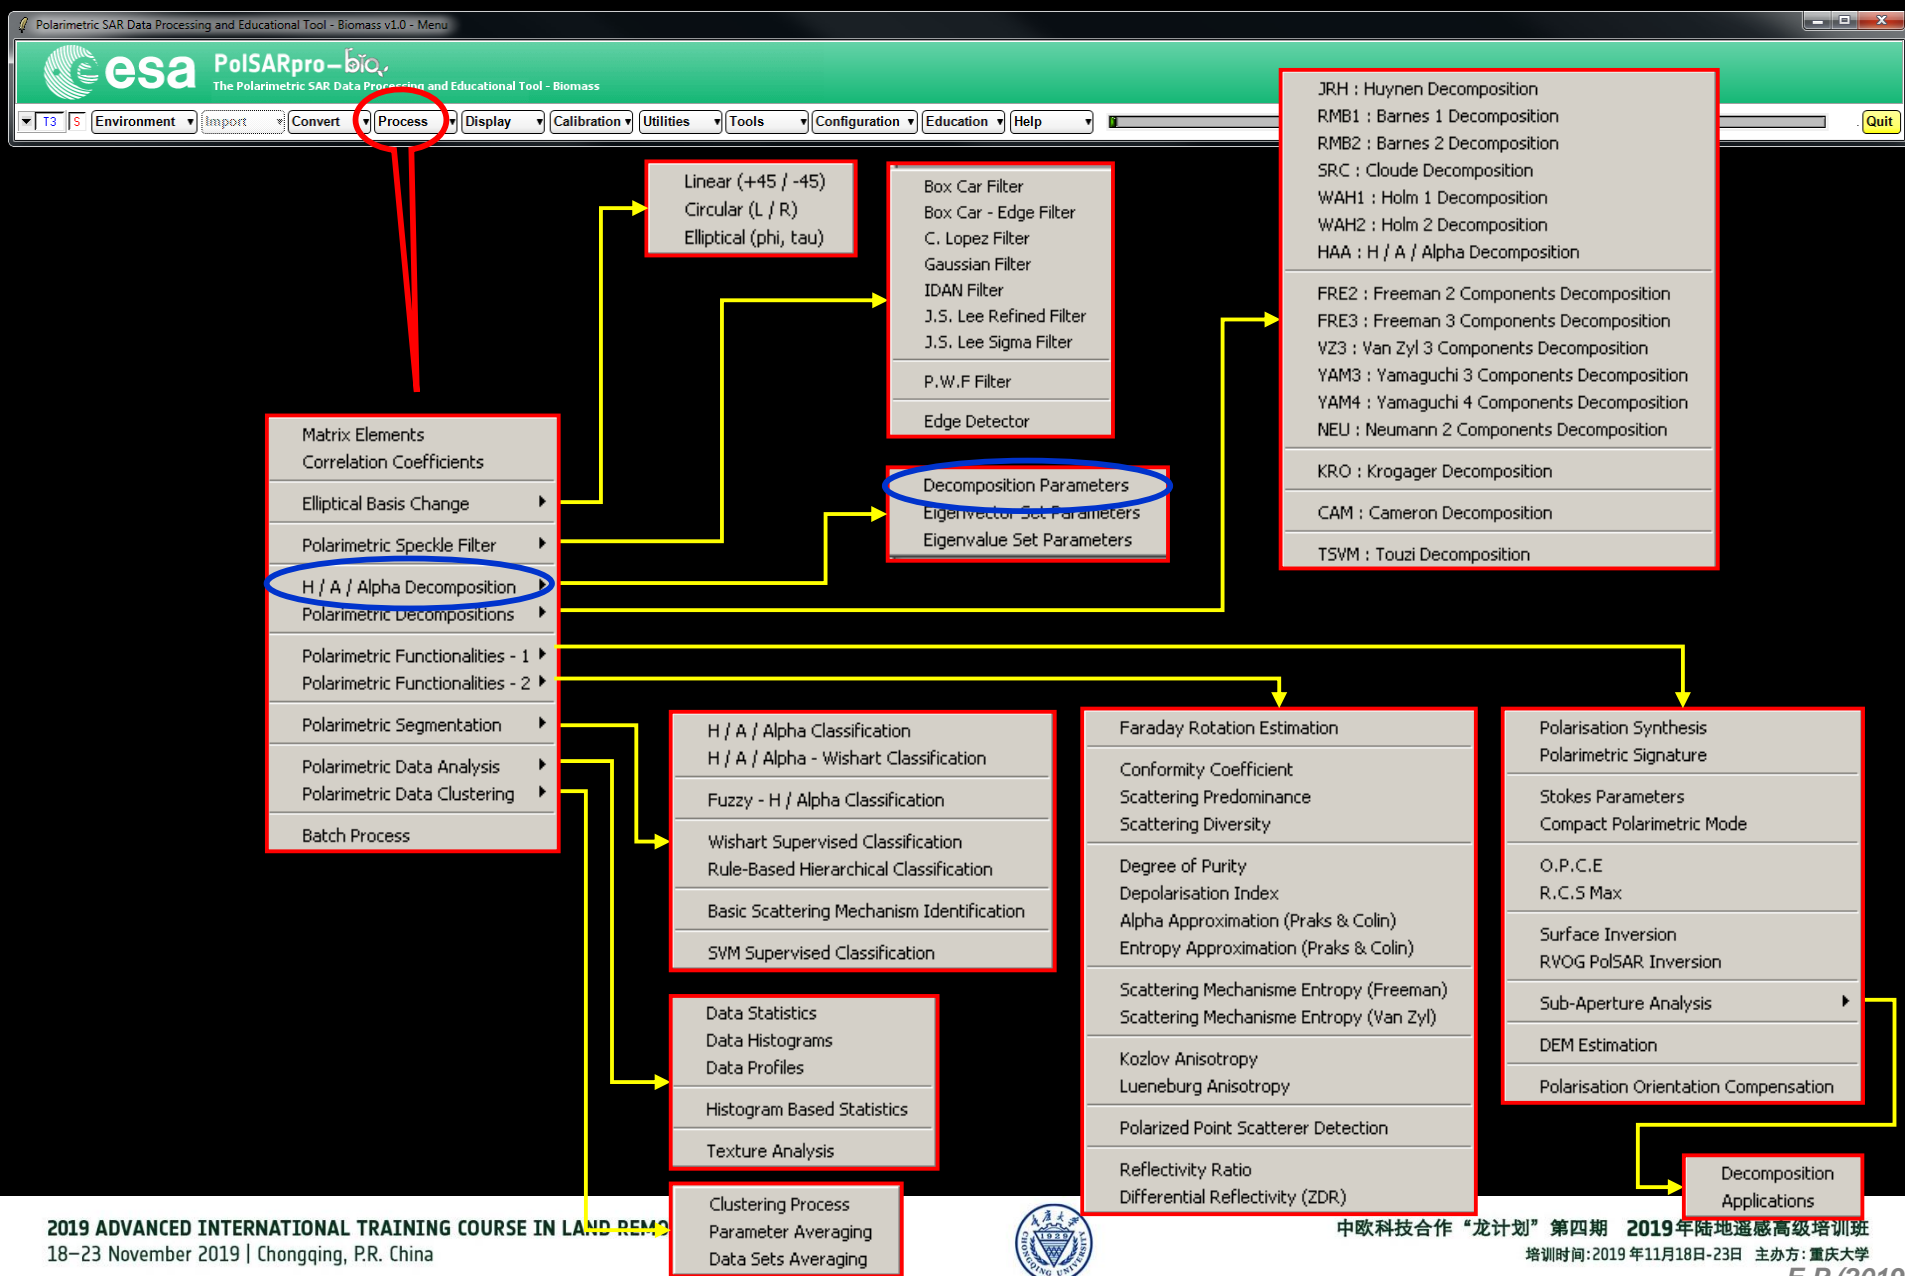 Polarimetric SAR Data Processing and Educational Tool - Biomass v1.0 - Menu
esa
PolSARpro-bio
The Polarimetric SAR Data Processing and Educational Tool - Biomass
T3 S Environment Import Convert Process Display Calibration Utilities Tools Configuration Education Help Quit
Matrix Elements
Correlation Coefficients
Elliptical Basis Change
Polarimetric Speckle Filter
H / A / Alpha Decomposition
Polarimetric Decompositions
Polarimetric Functionalities - 1
Polarimetric Functionalities - 2
Polarimetric Segmentation
Polarimetric Data Analysis
Polarimetric Data Clustering
Batch Process
Linear (+45 / -45)
Circular (L / R)
Elliptical (phi, tau)
Box Car Filter
Box Car - Edge Filter
C. Lopez Filter
Gaussian Filter
IDAN Filter
J.S. Lee Refined Filter
J.S. Lee Sigma Filter
P.W.F Filter
Edge Detector
Decomposition Parameters
Eigenvector Set Parameters
Eigenvalue Set Parameters
JRH : Huynen Decomposition
RMB1 : Barnes 1 Decomposition
RMB2 : Barnes 2 Decomposition
SRC : Cloude Decomposition
WAH1 : Holm 1 Decomposition
WAH2 : Holm 2 Decomposition
HAA : H / A / Alpha Decomposition
FRE2 : Freeman 2 Components Decomposition
FRE3 : Freeman 3 Components Decomposition
VZ3 : Van Zyl 3 Components Decomposition
YAM3 : Yamaguchi 3 Components Decomposition
YAM4 : Yamaguchi 4 Components Decomposition
NEU : Neumann 2 Components Decomposition
KRO : Krogager Decomposition
CAM : Cameron Decomposition
TSVM : Touzi Decomposition
H / A / Alpha Classification
H / A / Alpha - Wishart Classification
Fuzzy - H / Alpha Classification
Wishart Supervised Classification
Rule-Based Hierarchical Classification
Basic Scattering Mechanism Identification
SVM Supervised Classification
Data Statistics
Data Histograms
Data Profiles
Histogram Based Statistics
Texture Analysis
Clustering Process
Parameter Averaging
Data Sets Averaging
Faraday Rotation Estimation
Conformity Coefficient
Scattering Predominance
Scattering Diversity
Degree of Purity
Depolarisation Index
Alpha Approximation (Praks & Colin)
Entropy Approximation (Praks & Colin)
Scattering Mechanisme Entropy (Freeman)
Scattering Mechanisme Entropy (Van Zyl)
Kozlov Anisotropy
Lueneburg Anisotropy
Polarized Point Scatterer Detection
Reflectivity Ratio
Differential Reflectivity (ZDR)
Polarisation Synthesis
Polarimetric Signature
Stokes Parameters
Compact Polarimetric Mode
O.P.C.E
R.C.S Max
Surface Inversion
RVOG PolSAR Inversion
Sub-Aperture Analysis
DEM Estimation
Polarisation Orientation Compensation
Decomposition
Applications
2019 ADVANCED INTERNATIONAL TRAINING COURSE IN LAND REMO
18–23 November 2019 | Chongqing, P.R. China
重庆大学
1929
CHONGQING UNIVERSITY
中欧科技合作“龙计划”第四期 2019年陆地遥感高级培训班
培训时间:2019年11月18日-23日 主办方:重庆大学